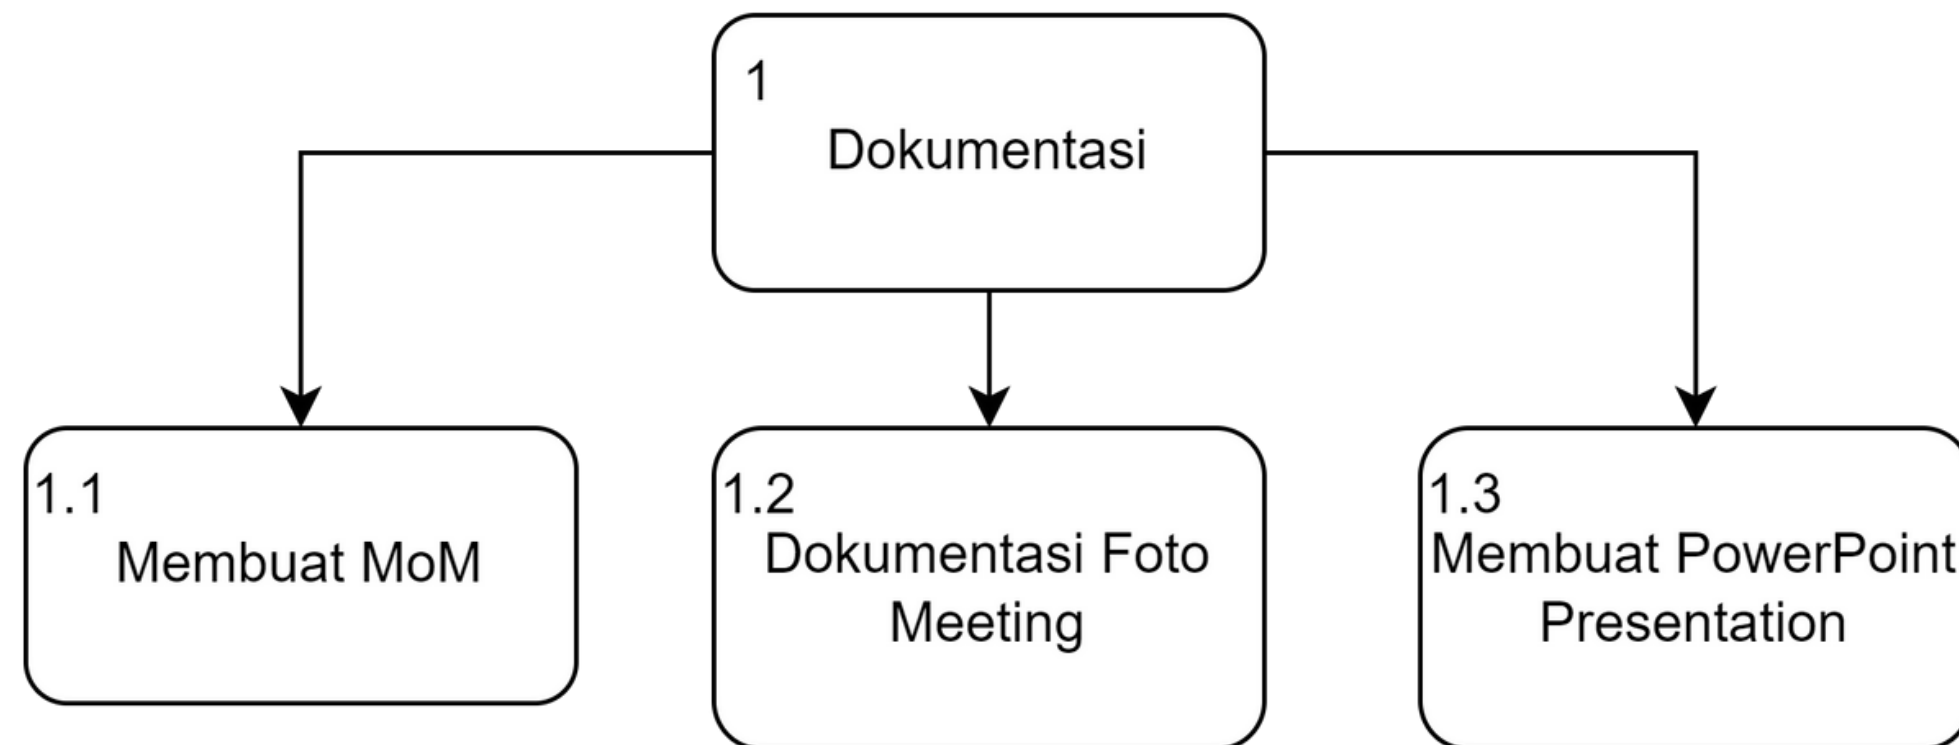 1
Dokumentasi
1.1
Membuat MoM
1.2
Dokumentasi Foto
Meeting
1.3
Membuat PowerPoint
Presentation